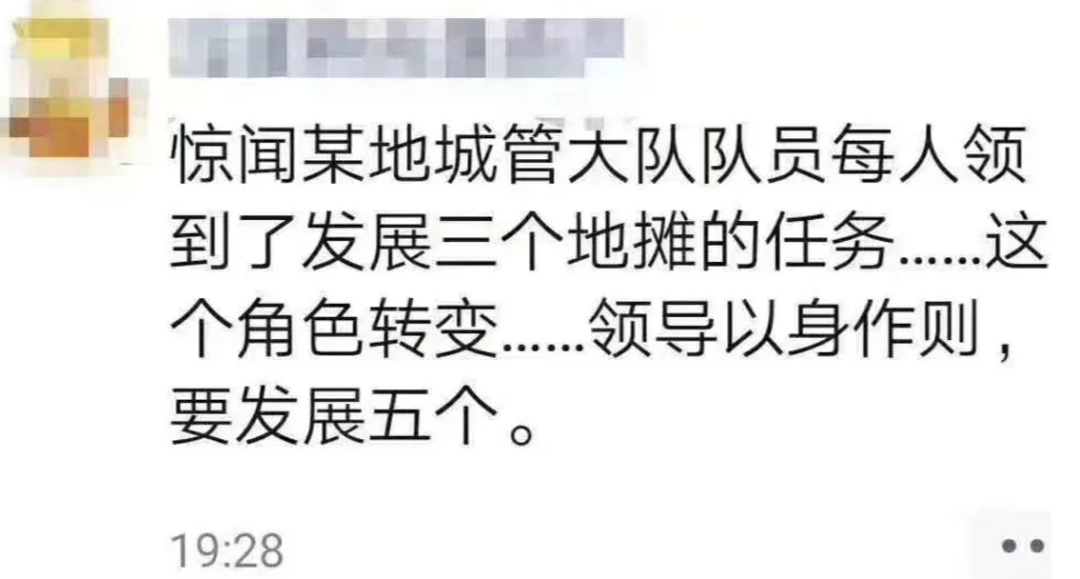 惊闻某地城管大队队员每人领
到了发展三个地摊的任务......这
个角色转变......领导以身作则，
要发展五个。
19:28